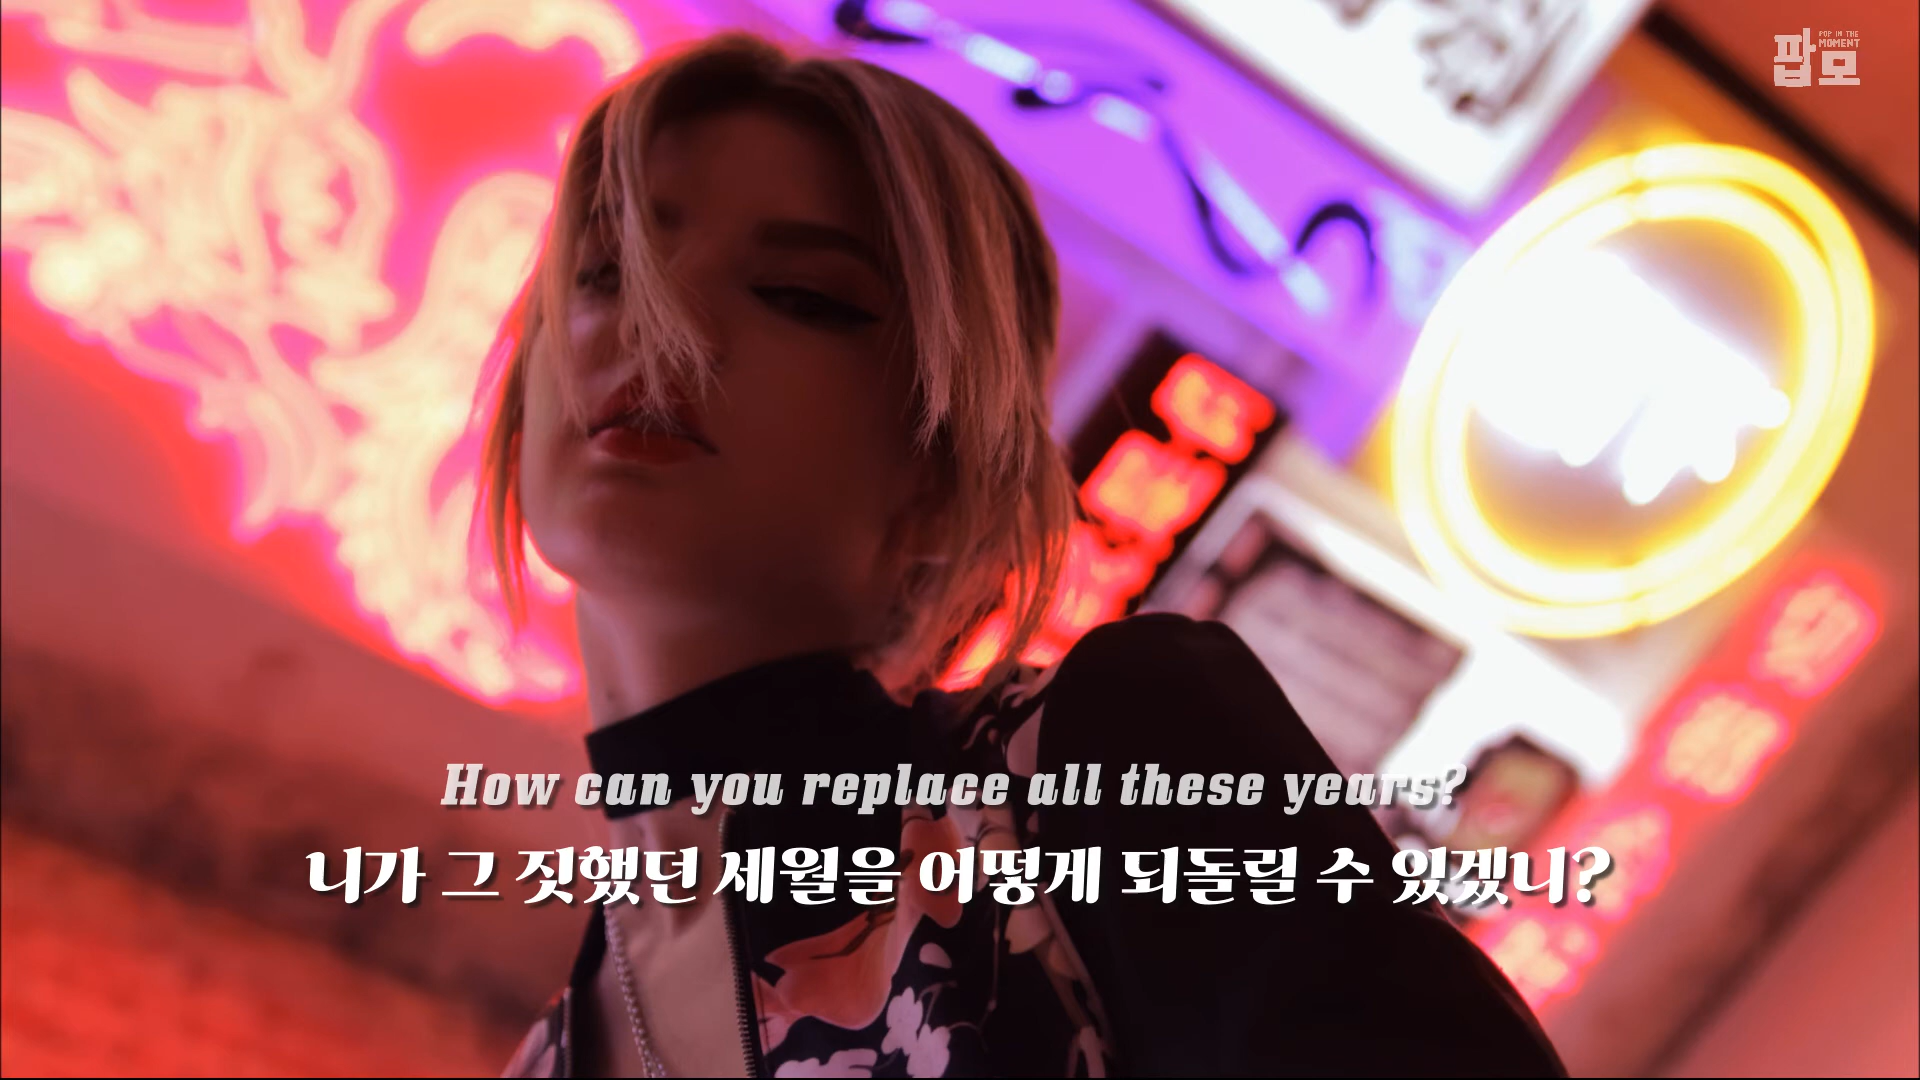 팝모
POP IN THE
MOMENT
How can you replace all these years?
니가 그 짓했던 세월을 어떻게 되돌릴 수 있겠니?